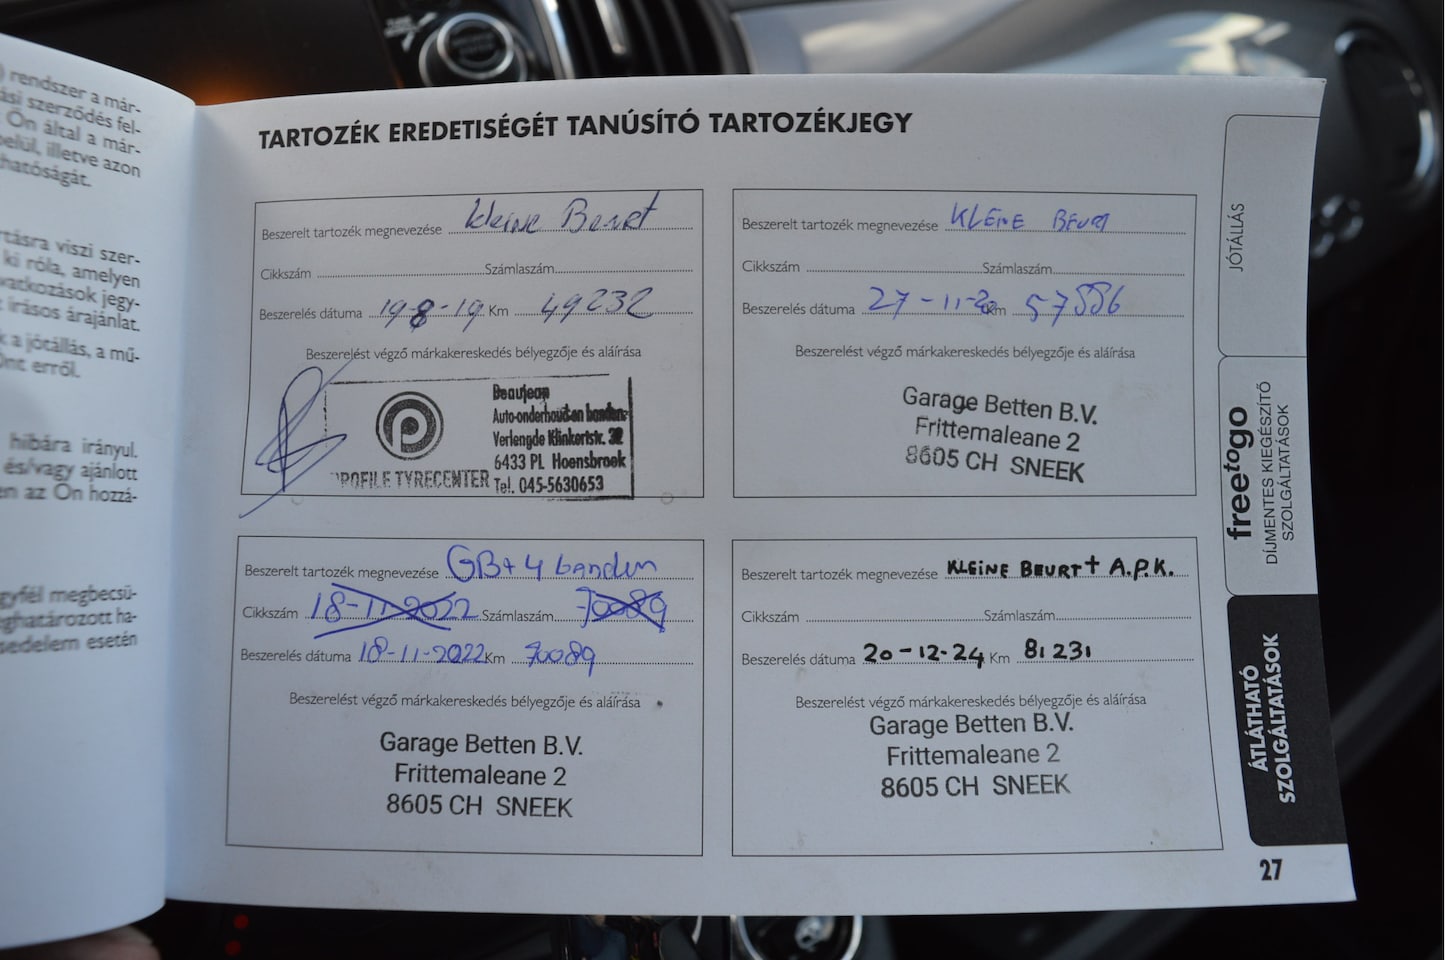 ) rendszer a már-
ási szerződés fel-
Ön által a már-
belül, illetve azon
hatóságát.
rtásra viszi szer-
ki róla, amelyen
vatkozások jegy-
t írásos árajánlat.
k a jótállás, a mű-
Önt erről.
hibára irányul.
és/vagy ajánlott
en az Ön hozzá-
gyfél megbecsü-
eghatározott ha-
sedelem esetén
TARTOZÉK EREDETISÉGÉT TANÚSÍTÓ TARTOZÉKJEGY
Beszerelt tartozék megnevezése Kleine Beurt
Cikkszám Számlaszám
Beszerelés dátuma 19-8-19 Km 49232
Beszerelést végző márkakereskedés bélyegzője és aláírása
Beaujean
Auto-onderhoud en banden
Verlengde Klinkertstr. 32
6433 PL Hoensbroek
PROFILE TYRECENTER Tel. 045-5630653
Beszerelt tartozék megnevezése KLEINE BEURT
Cikkszám Számlaszám
Beszerelés dátuma 27-11-20 Km 57886
Beszerelést végző márkakereskedés bélyegzője és aláírása
Garage Betten B.V.
Frittemaleane 2
8605 CH SNEEK
Beszerelt tartozék megnevezése GB+ 4 banden
Cikkszám 18-11-2022 Számlaszám 70089
Beszerelés dátuma 18-11-2022 Km 70089
Beszerelést végző márkakereskedés bélyegzője és aláírása
Garage Betten B.V.
Frittemaleane 2
8605 CH SNEEK
Beszerelt tartozék megnevezése KLEINE BEURT + A.P.K.
Cikkszám Számlaszám
Beszerelés dátuma 20-12-24 Km 81231
Beszerelést végző márkakereskedés bélyegzője és aláírása
Garage Betten B.V.
Frittemaleane 2
8605 CH SNEEK
JÓTÁLLÁS
freetogo
DÍJMENTES KIEGÉSZÍTŐ
SZOLGÁLTATÁSOK
ÁTLÁTHATÓ
SZOLGÁLTATÁSOK
27